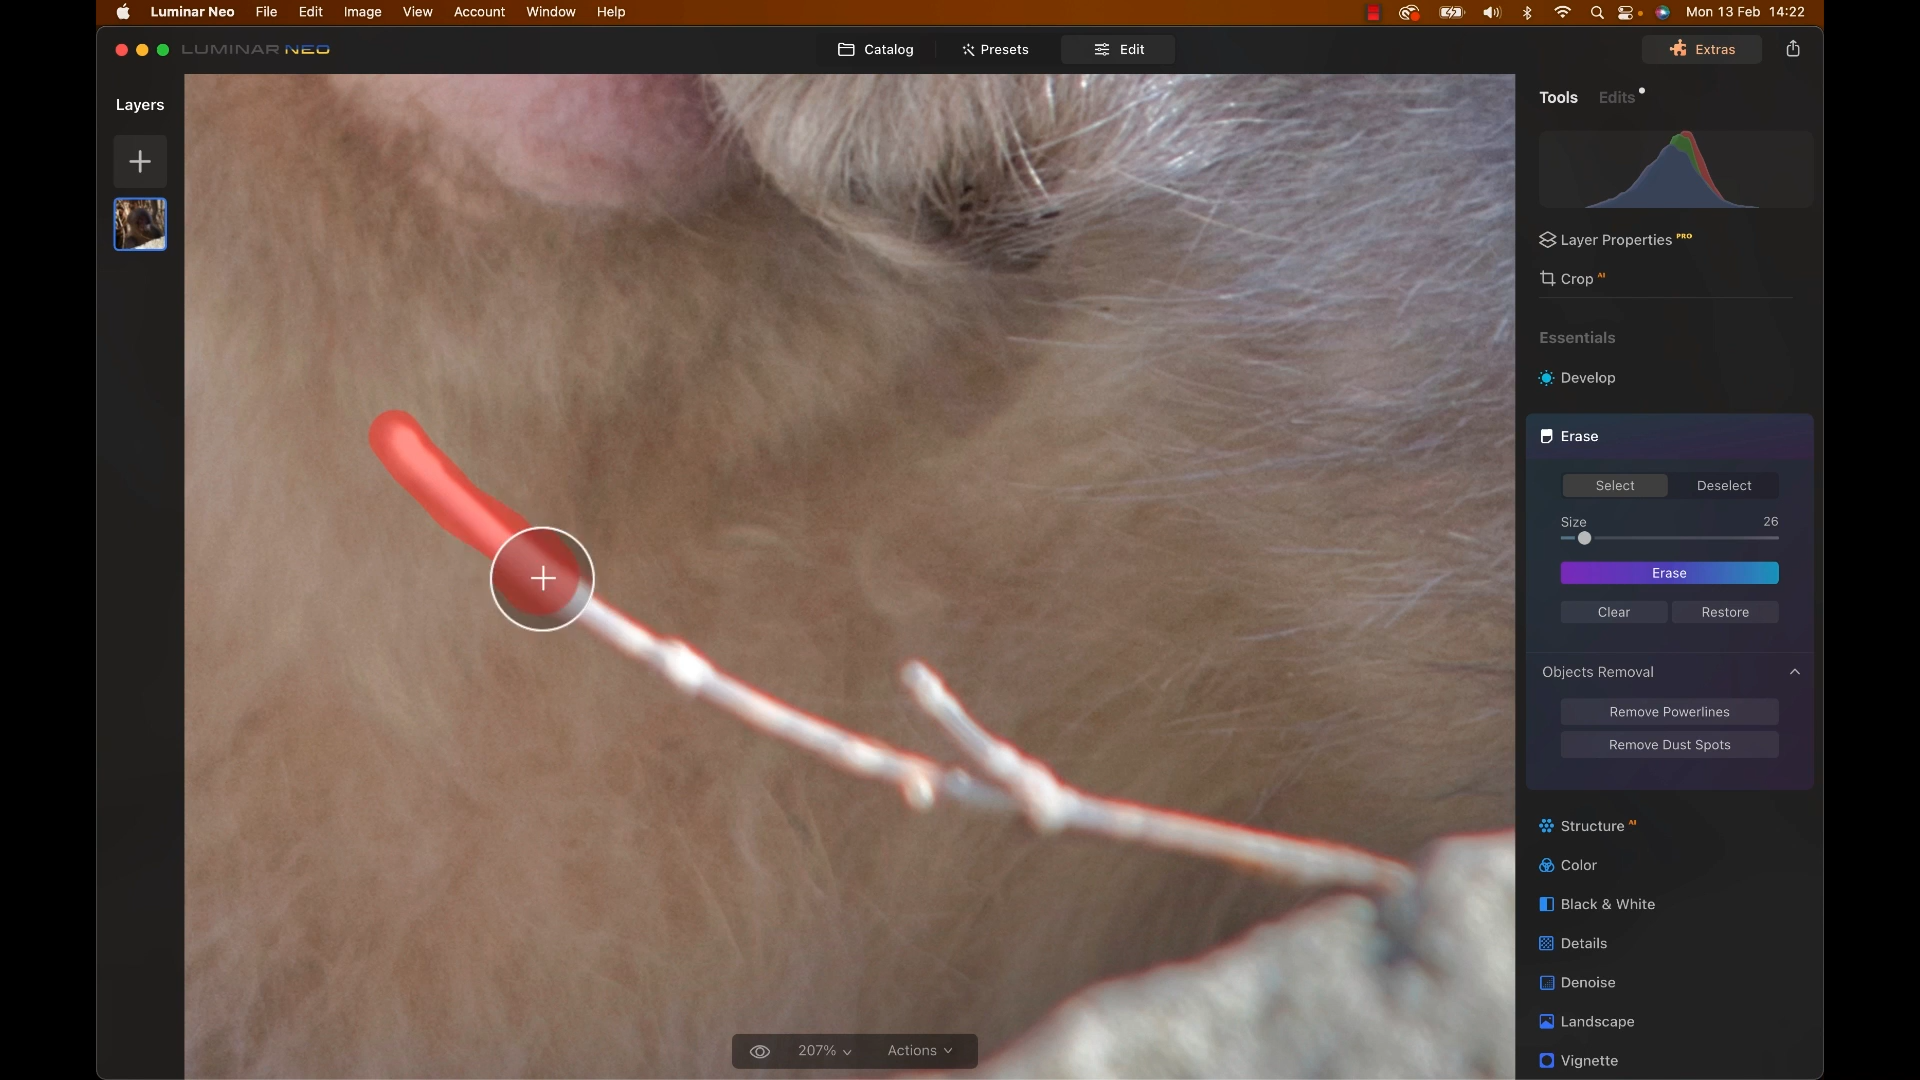 Luminar Neo File Edit Image View Account Window Help Mon 13 Feb 14:22
LUMINAR NEO Catalog Presets Edit Extras
Layers
Tools Edits
Layer Properties PRO
Crop AI
Essentials
Develop
Erase
Select Deselect
Size 26
Erase
Clear Restore
Objects Removal
Remove Powerlines
Remove Dust Spots
Structure AI
Color
Black & White
Details
Denoise
Landscape
Vignette
207% Actions